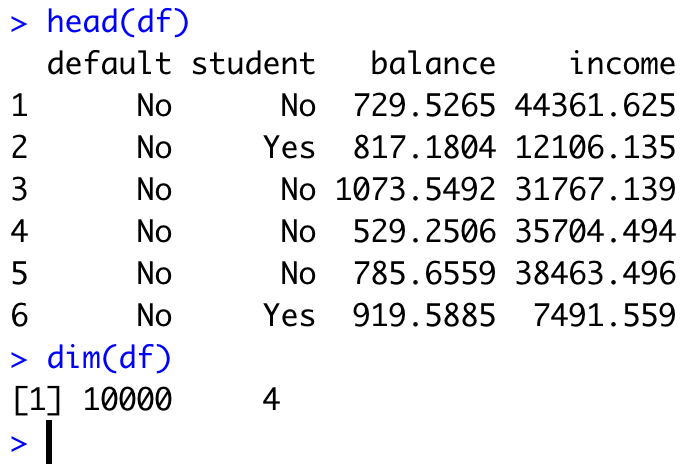 > head(df)
  default student   balance    income
1      No      No  729.5265 44361.625
2      No     Yes  817.1804 12106.135
3      No      No 1073.5492 31767.139
4      No      No  529.2506 35704.494
5      No      No  785.6559 38463.496
6      No     Yes  919.5885  7491.559
> dim(df)
[1] 10000     4
>